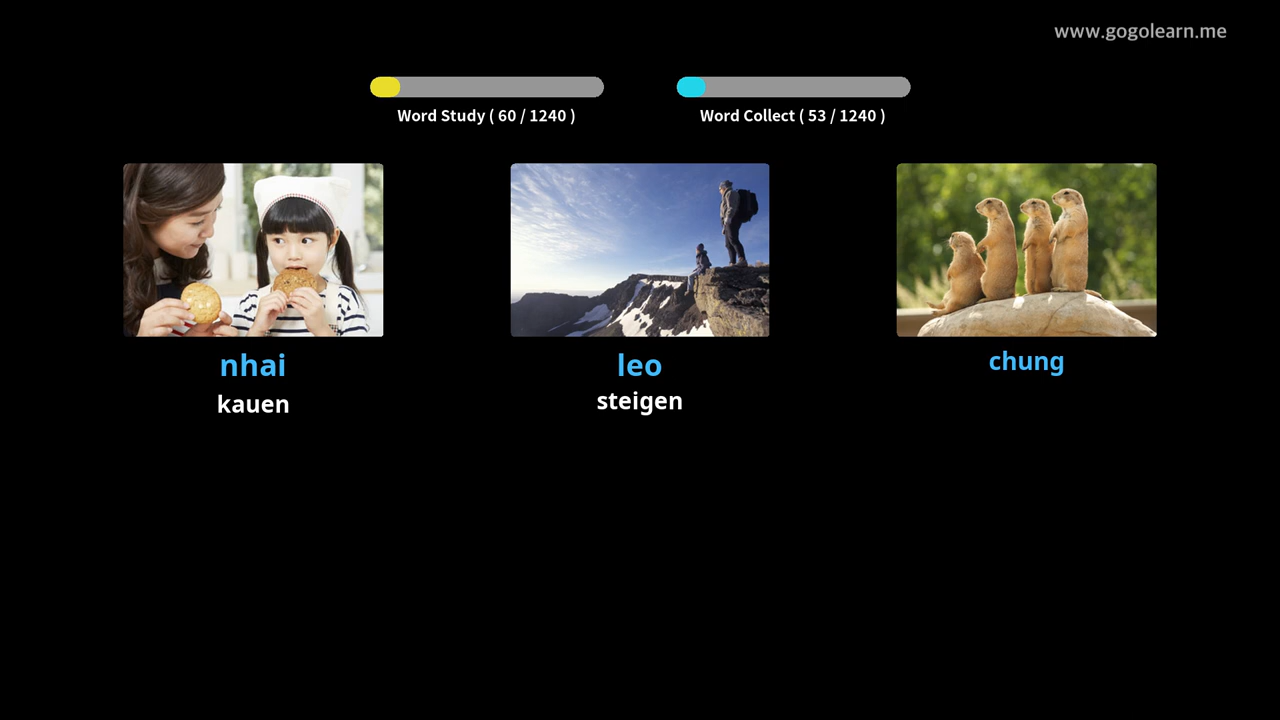 www.gogolearn.me
Word Study ( 60 / 1240 )
Word Collect ( 53 / 1240 )
nhai
kauen
leo
steigen
chung